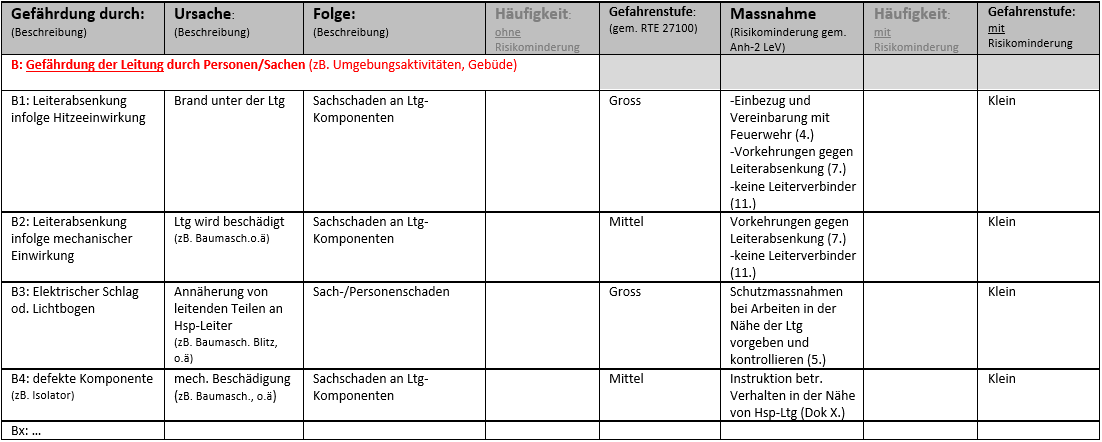 Gefährdung durch:
(Beschreibung)
Ursache:
(Beschreibung)
Folge:
(Beschreibung)
Häufigkeit:
ohne
Risikominderung
Gefahrenstufe:
(gem. RTE 27100)
Massnahme
(Risikominderung gem.
Anh-2 LeV)
Häufigkeit:
mit
Risikominderung
Gefahrenstufe:
mit
Risikominderung
B: Gefährdung der Leitung durch Personen/Sachen (zB. Umgebungsaktivitäten, Gebäude)
B1: Leiterabsenkung
infolge Hitzeeinwirkung
Brand unter der Ltg
Sachschaden an Ltg-
Komponenten
Gross
-Einbezug und
Vereinbarung mit
Feuerwehr (4.)
-Vorkehrungen gegen
Leiterabsenkung (7.)
-keine Leiterverbinder
(11.)
Klein
B2: Leiterabsenkung
infolge mechanischer
Einwirkung
Ltg wird beschädigt
(zB. Baumasch.o.ä)
Sachschaden an Ltg-
Komponenten
Mittel
Vorkehrungen gegen
Leiterabsenkung (7.)
-keine Leiterverbinder
(11.)
Klein
B3: Elektrischer Schlag
od. Lichtbogen
Annäherung von
leitenden Teilen an
Hsp-Leiter
(zB. Baumasch. Blitz,
o.ä)
Sach-/Personenschaden
Gross
Schutzmassnahmen
bei Arbeiten in der
Nähe der Ltg
vorgeben und
kontrollieren (5.)
Klein
B4: defekte Komponente
(zB. Isolator)
mech. Beschädigung
(zB. Baumasch., o.ä)
Sachschaden an Ltg-
Komponenten
Mittel
Instruktion betr.
Verhalten in der Nähe
von Hsp-Ltg (Dok X.)
Klein
Bx: …